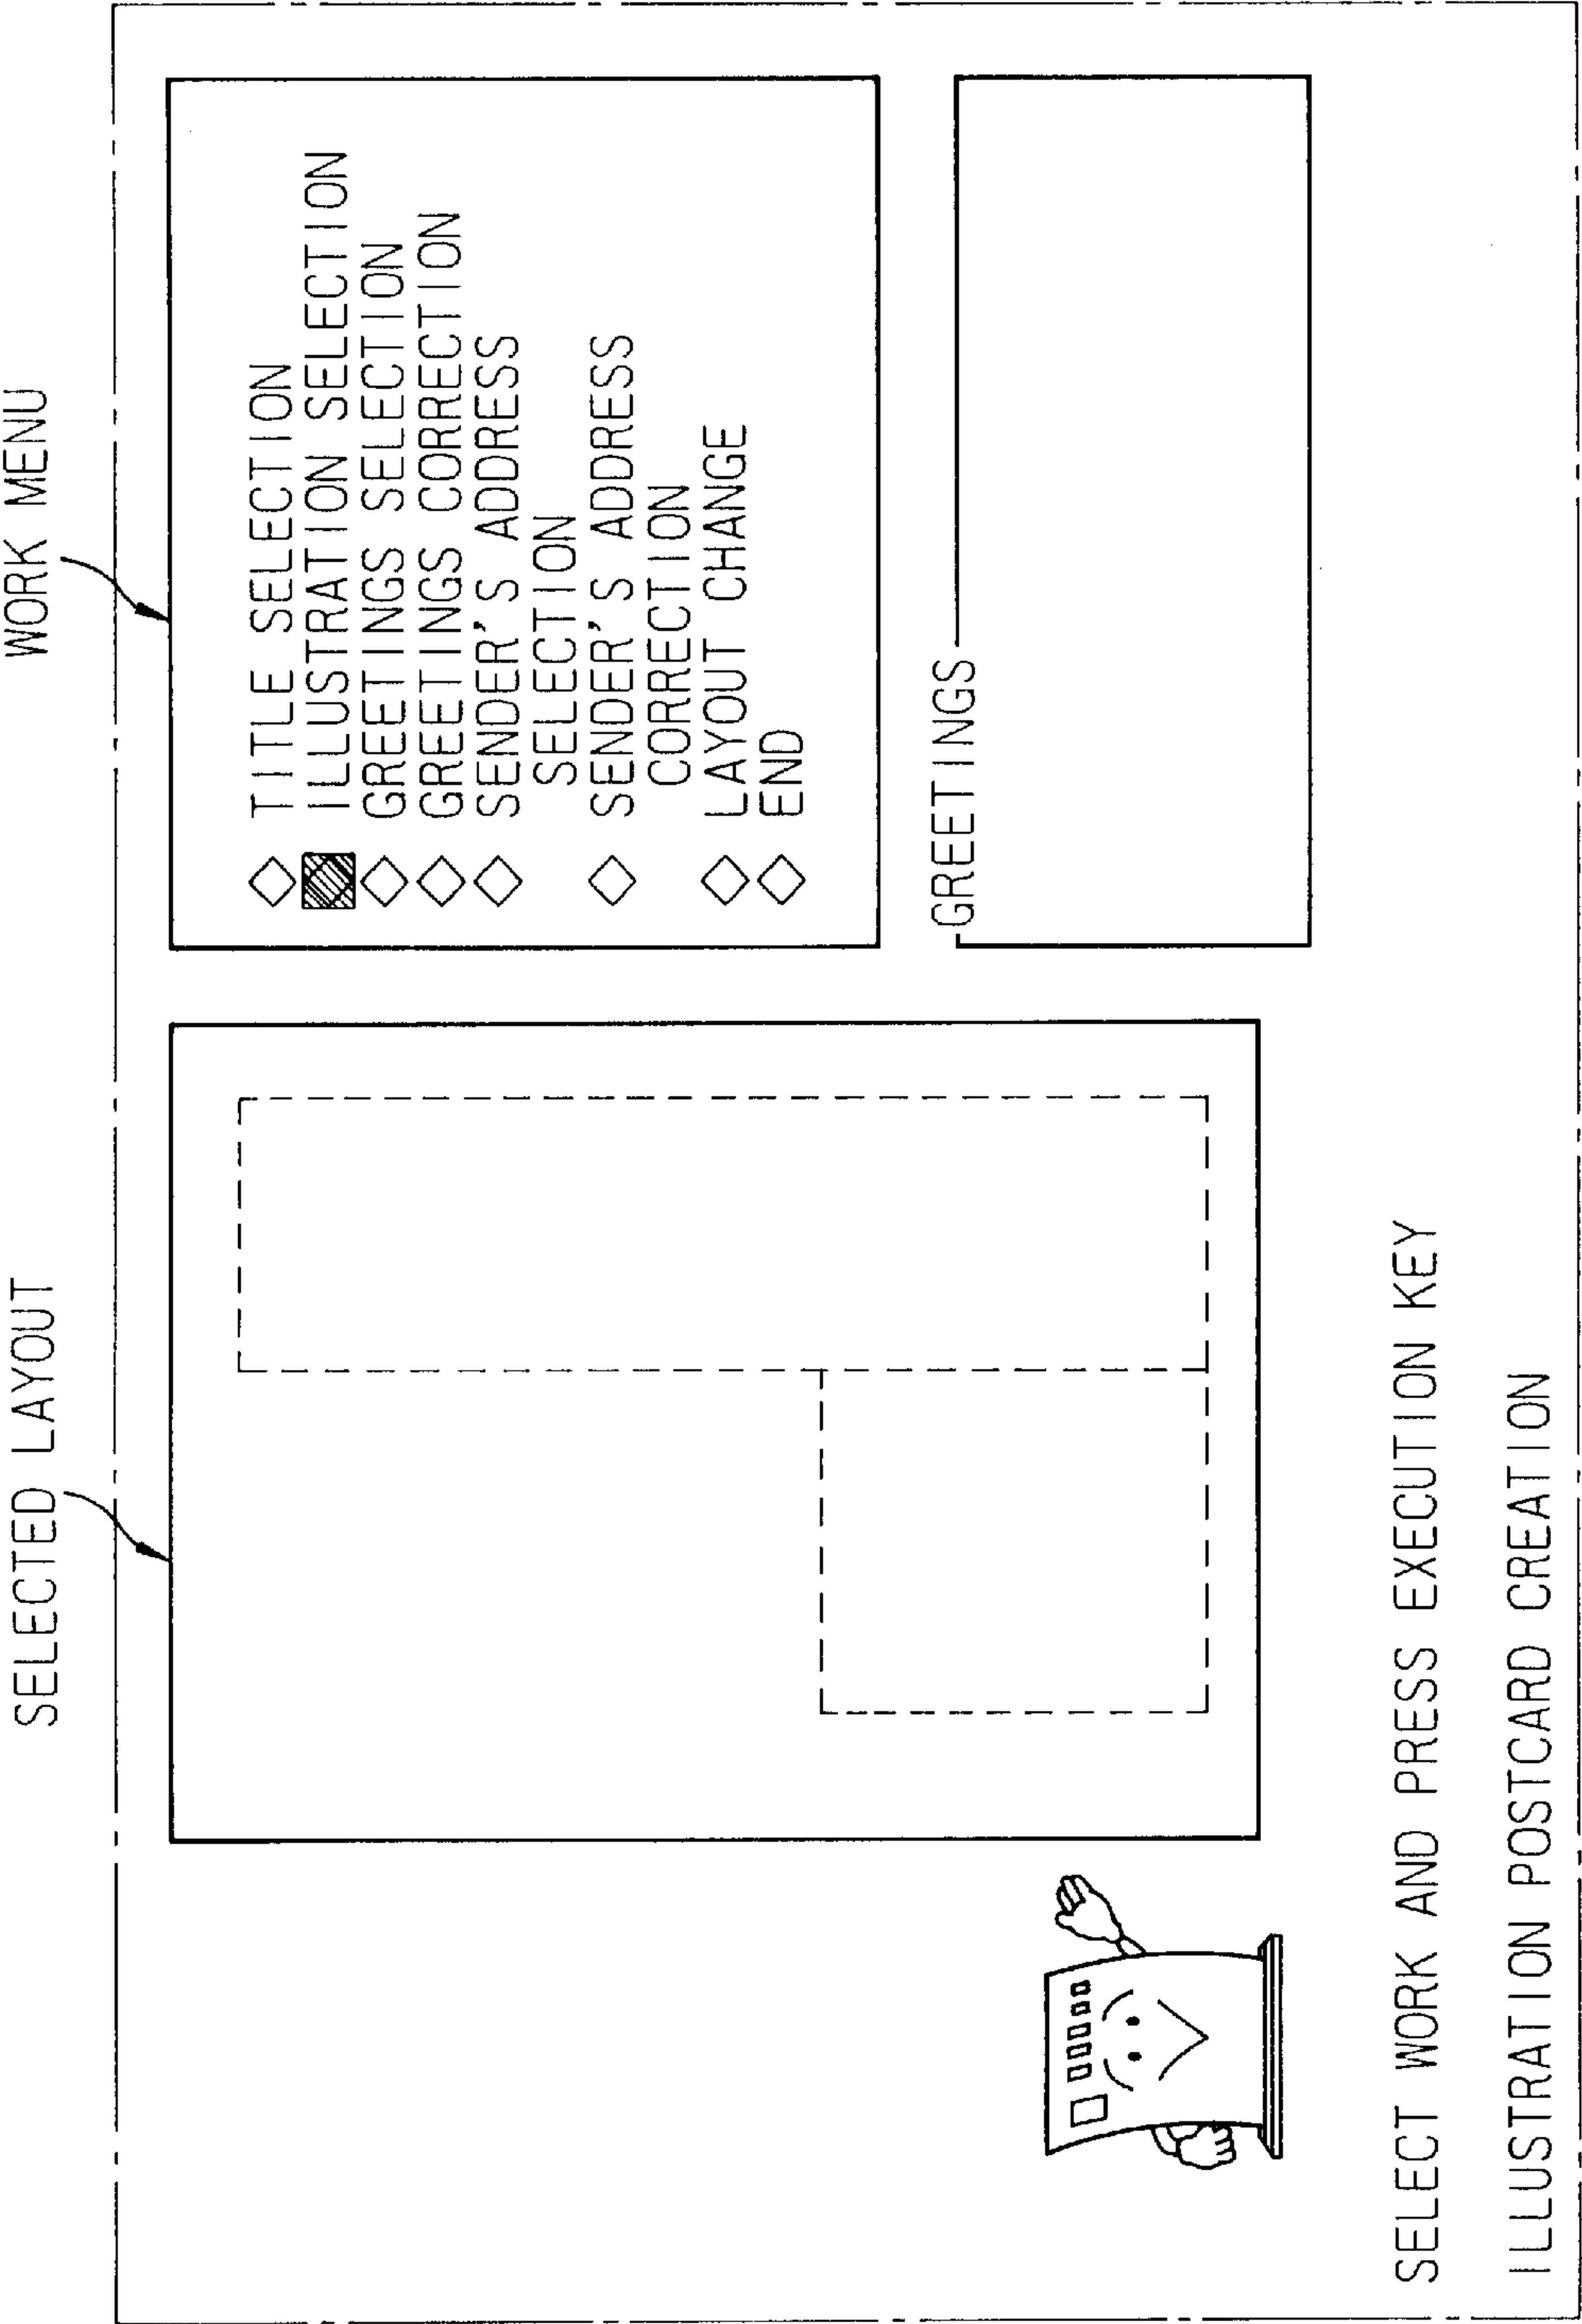 SELECTED LAYOUT
WORK MENU
TITLE SELECTION
ILLUSTRATION SELECTION
GREETINGS SELECTION
GREETINGS CORRECTION
SENDER'S ADDRESS
SELECTION
SENDER'S ADDRESS
CORRECTION
LAYOUT CHANGE
END
GREETINGS
SELECT WORK AND PRESS EXECUTION KEY
ILLUSTRATION POSTCARD CREATION